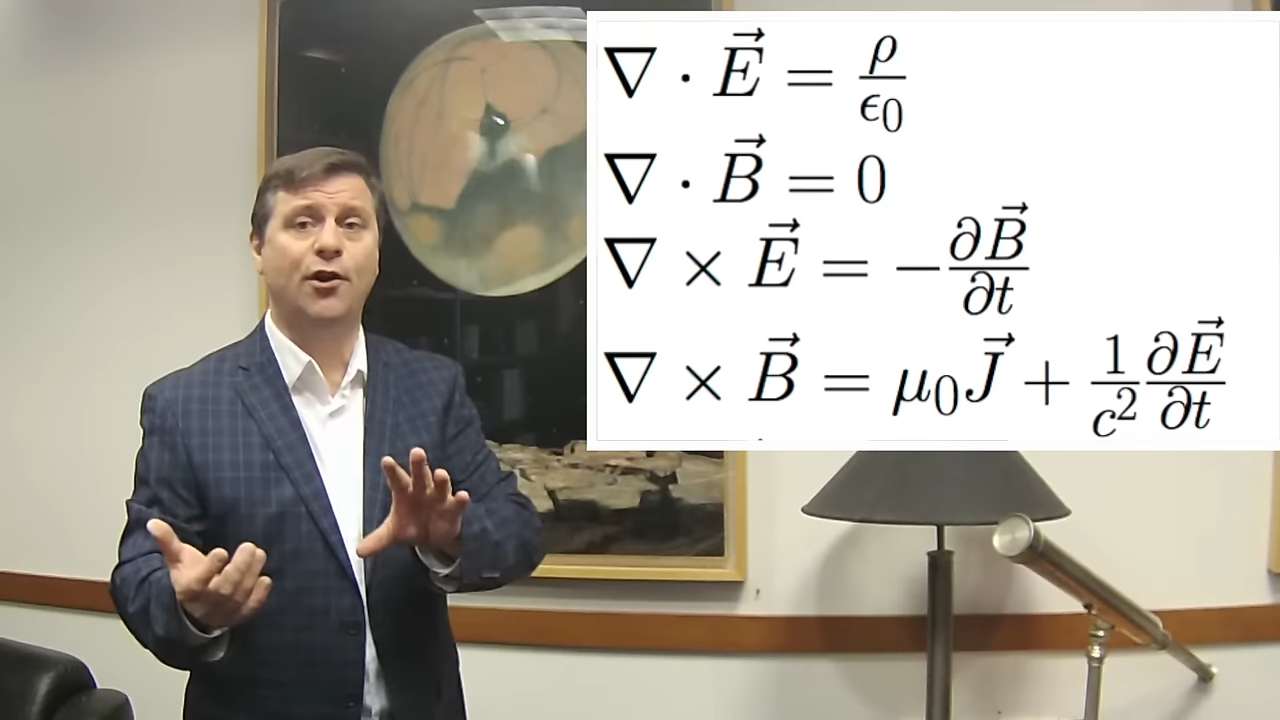 ∇ · E⃗ = ρ/ϵ₀
∇ · B⃗ = 0
∇ × E⃗ = −∂B⃗/∂t
∇ × B⃗ = μ₀J⃗ + 1/c² ∂E⃗/∂t